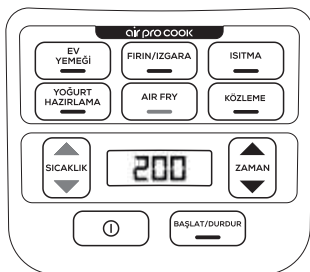 air pro cook
EV
YEMEĞİ
FIRIN/IZGARA
ISITMA
YOĞURT
HAZIRLAMA
AIR FRY
KÖZLEME
SICAKLIK
200
ZAMAN
BAŞLAT/DURDUR